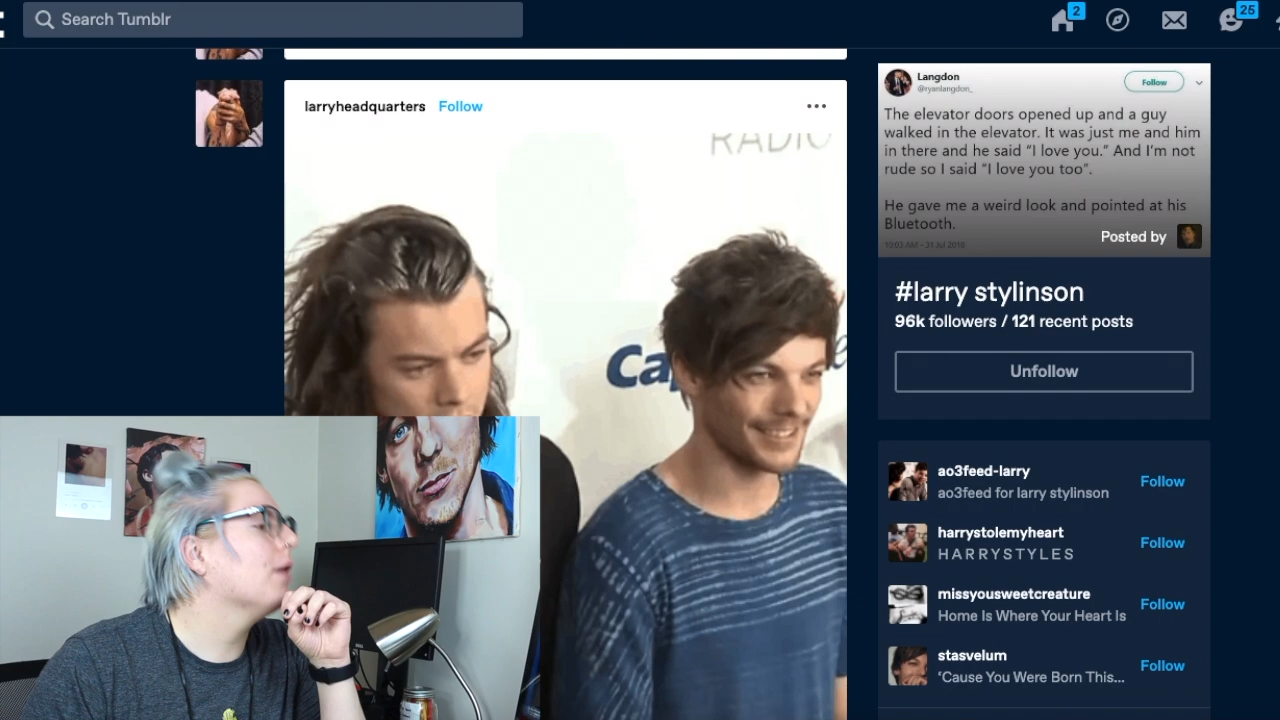 Search Tumblr
2
25
larryheadquarters Follow
RADIO
Ca
Langdon
@ryanlangdon_
Follow
The elevator doors opened up and a guy
walked in the elevator. It was just me and him
in there and he said “I love you.” And I’m not
rude so I said “I love you too”.
He gave me a weird look and pointed at his
Bluetooth.
10:03 AM - 31 Jul 2018
Posted by
#larry stylinson
96k followers / 121 recent posts
Unfollow
ao3feed-larry
ao3feed for larry stylinson
Follow
harrystolemyheart
H A R R Y S T Y L E S
Follow
missyousweetcreature
Home Is Where Your Heart Is
Follow
stasvelum
‘Cause You Were Born This...
Follow